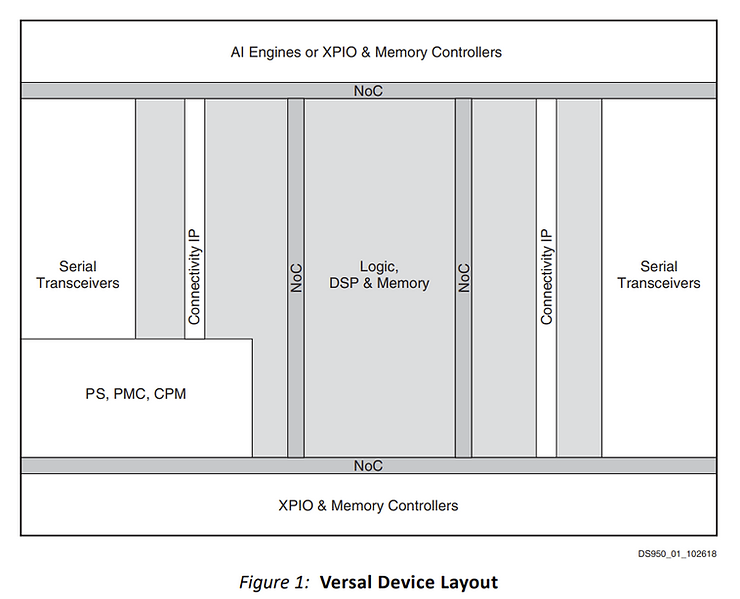 AI Engines or XPIO & Memory Controllers
NoC
Serial
Transceivers
Connectivity IP
NoC
Logic,
DSP & Memory
NoC
Connectivity IP
Serial
Transceivers
PS, PMC, CPM
NoC
XPIO & Memory Controllers
DS950_01_102618
Figure 1: Versal Device Layout